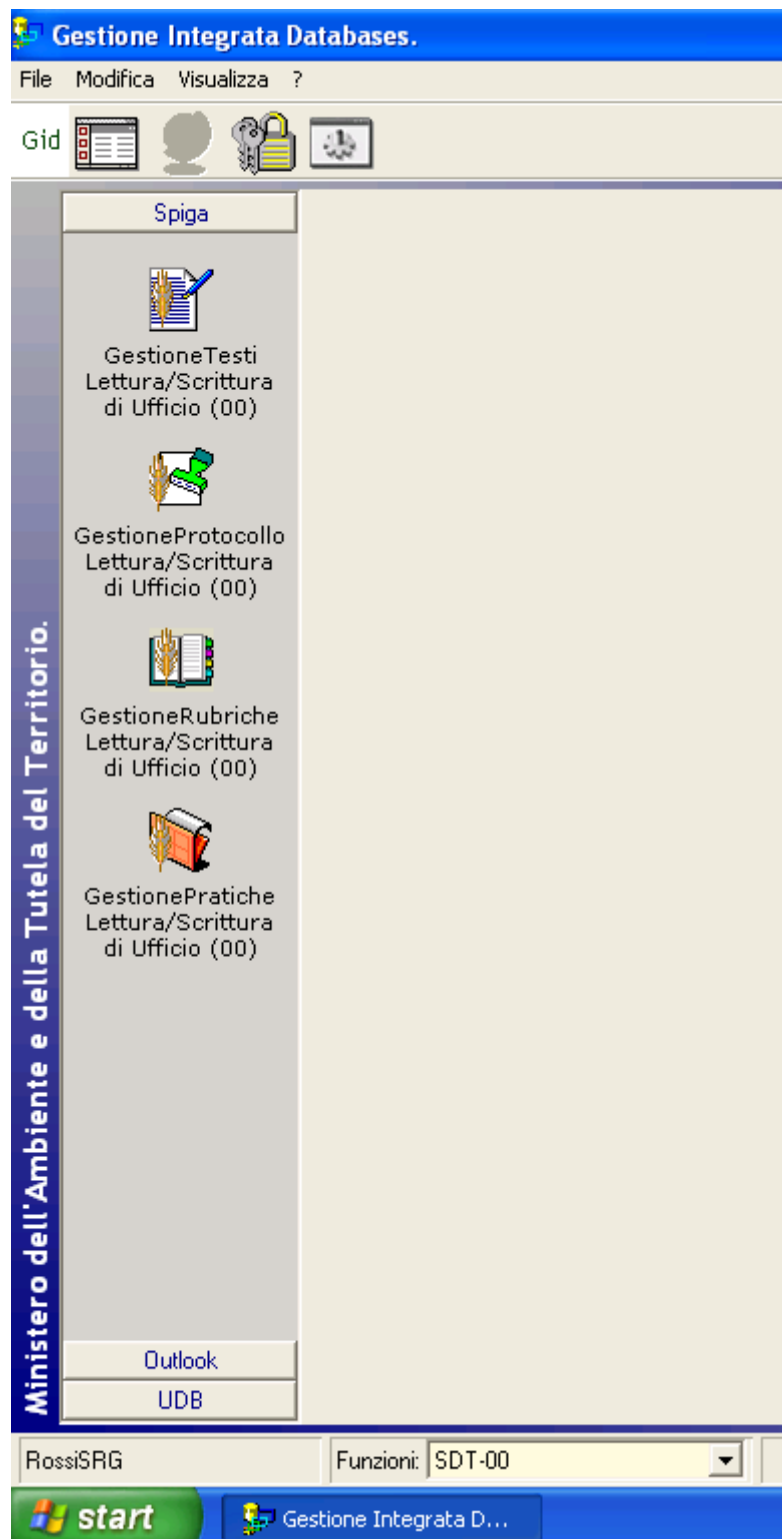 Gestione Integrata Databases.
File Modifica Visualizza ?
Gid
Spiga
GestioneTesti
Lettura/Scrittura
di Ufficio (00)
GestioneProtocollo
Lettura/Scrittura
di Ufficio (00)
GestioneRubriche
Lettura/Scrittura
di Ufficio (00)
GestionePratiche
Lettura/Scrittura
di Ufficio (00)
Ministero dell'Ambiente e della Tutela del Territorio.
Outlook
UDB
RossiSRG Funzioni: SDT-00
start Gestione Integrata D...